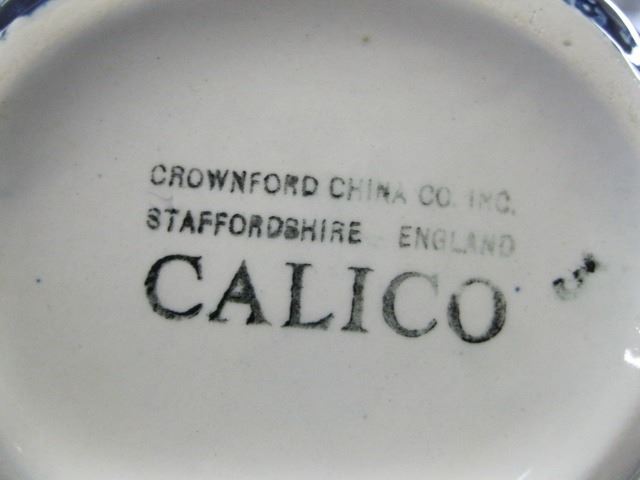 CROWNFORD CHINA CO. INC.
STAFFORDSHIRE ENGLAND
CALICO